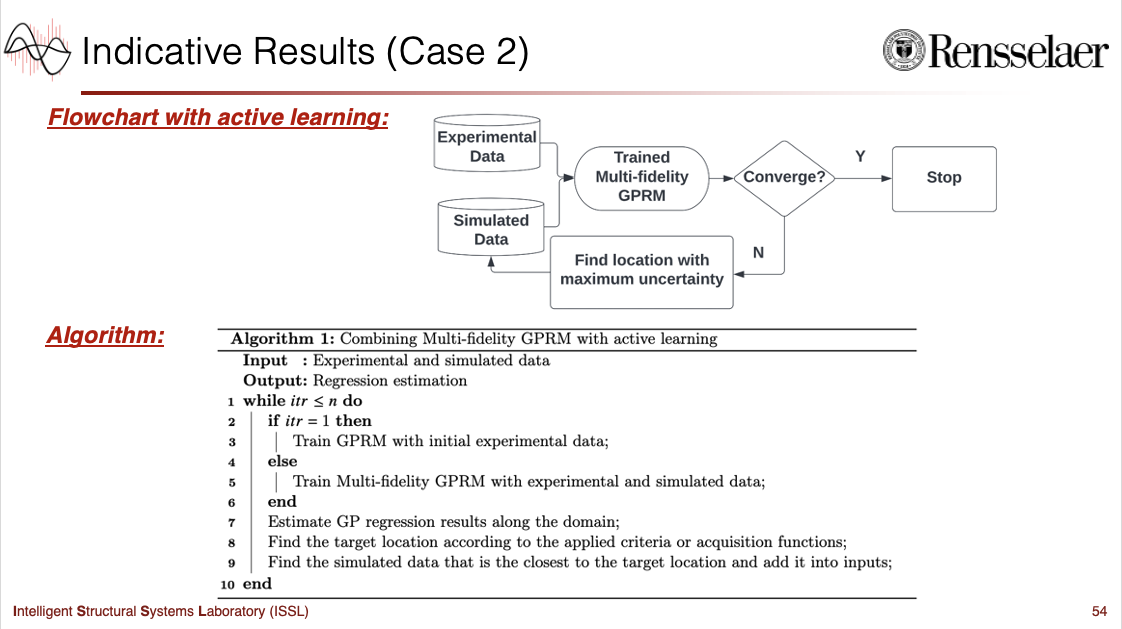 Indicative Results (Case 2)
Rensselaer
Flowchart with active learning:
Experimental
Data
Simulated
Data
Trained
Multi-fidelity
GPRM
Converge?
Y
Stop
N
Find location with
maximum uncertainty
Algorithm:
Algorithm 1: Combining Multi-fidelity GPRM with active learning
Input : Experimental and simulated data
Output: Regression estimation
1 while itr ≤ n do
2 if itr = 1 then
3 Train GPRM with initial experimental data;
4 else
5 Train Multi-fidelity GPRM with experimental and simulated data;
6 end
7 Estimate GP regression results along the domain;
8 Find the target location according to the applied criteria or acquisition functions;
9 Find the simulated data that is the closest to the target location and add it into inputs;
10 end
Intelligent Structural Systems Laboratory (ISSL)
54